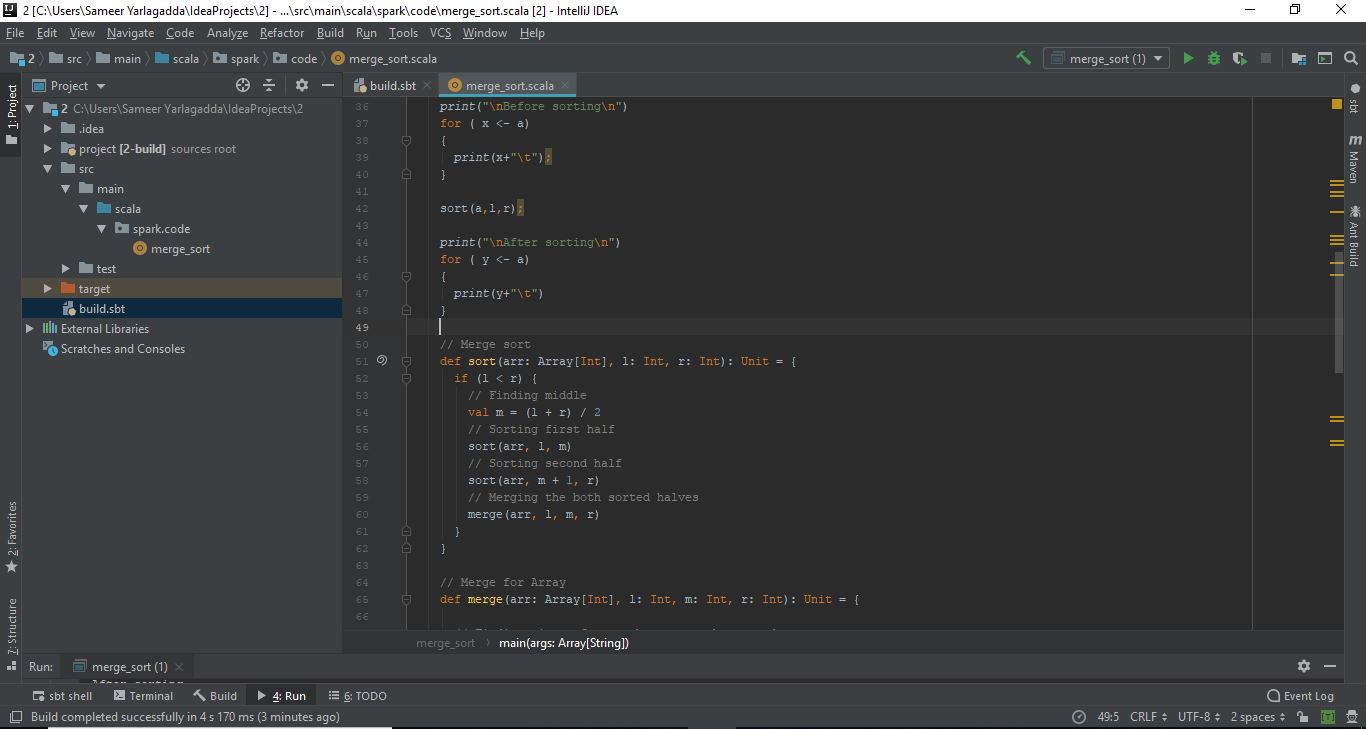 2 [C:\Users\Sameer Yarlagadda\IdeaProjects\2] - ...\src\main\scala\spark\code\merge_sort.scala [2] - IntelliJ IDEA
File Edit View Navigate Code Analyze Refactor Build Run Tools VCS Window Help
2 src main scala spark code merge_sort.scala merge_sort (1)
Project build.sbt merge_sort.scala
1: Project
2 C:\Users\Sameer Yarlagadda\IdeaProjects\2
.idea
project [2-build] sources root
src
main
scala
spark.code
merge_sort
test
target
build.sbt
External Libraries
Scratches and Consoles
2: Favorites
7: Structure
36 print("\nBefore sorting\n")
37 for ( x <- a)
38 {
39 print(x+"\t");
40 }
41
42 sort(a,l,r);
43
44 print("\nAfter sorting\n")
45 for ( y <- a)
46 {
47 print(y+"\t")
48 }
49
50 // Merge sort
51 def sort(arr: Array[Int], l: Int, r: Int): Unit = {
52 if (l < r) {
53 // Finding middle
54 val m = (l + r) / 2
55 // Sorting first half
56 sort(arr, l, m)
57 // Sorting second half
58 sort(arr, m + 1, r)
59 // Merging the both sorted halves
60 merge(arr, l, m, r)
61 }
62 }
63
64 // Merge for Array
65 def merge(arr: Array[Int], l: Int, m: Int, r: Int): Unit = {
66
sbt
m Maven
Ant Build
merge_sort main(args: Array[String])
Run: merge_sort (1)
After sorting
sbt shell Terminal Build 4: Run 6: TODO Event Log
Build completed successfully in 4 s 170 ms (3 minutes ago) 49:5 CRLF UTF-8 2 spaces [T]